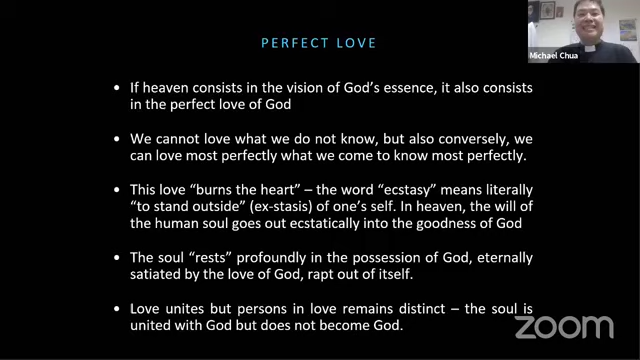 PERFECT LOVE
Michael Chua
• If heaven consists in the vision of God's essence, it also consists
in the perfect love of God
• We cannot love what we do not know, but also conversely, we
can love most perfectly what we come to know most perfectly.
• This love “burns the heart” – the word “ecstasy” means literally
“to stand outside” (ex-stasis) of one's self. In heaven, the will of
the human soul goes out ecstatically into the goodness of God
• The soul “rests” profoundly in the possession of God, eternally
satiated by the love of God, rapt out of itself.
• Love unites but persons in love remains distinct – the soul is
united with God but does not become God.
zoom